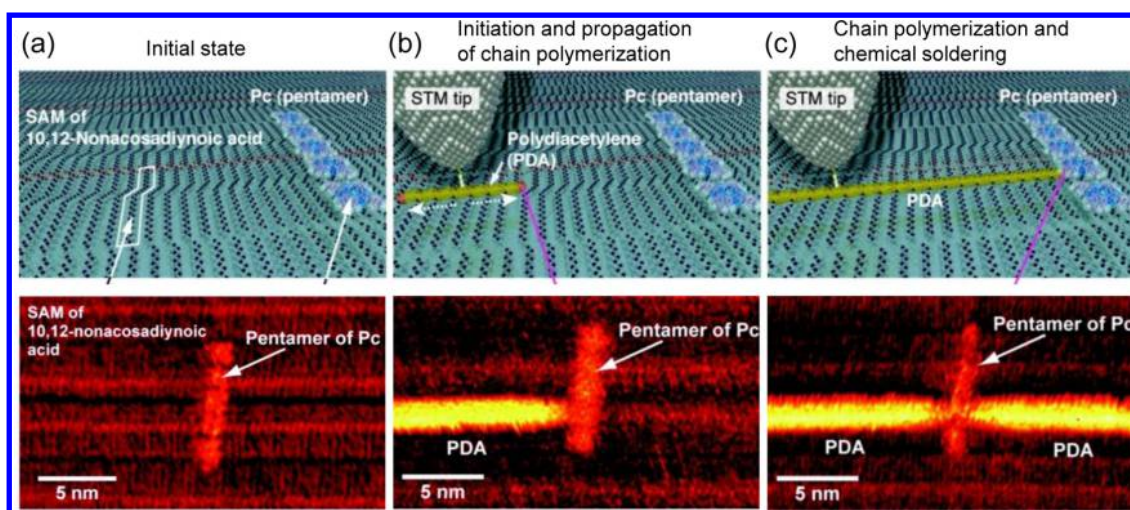 (a)
Initial state
Pc (pentamer)
SAM of
10,12-Nonacosadiynoic acid
(b)
Initiation and propagation
of chain polymerization
STM tip
Pc (pentamer)
Polydiacetylene
(PDA)
(c)
Chain polymerization and
chemical soldering
STM tip
Pc (pentamer)
PDA
SAM of
10,12-nonacosadiynoic
acid
Pentamer of Pc
5 nm
Pentamer of Pc
PDA
5 nm
Pentamer of Pc
PDA
PDA
5 nm